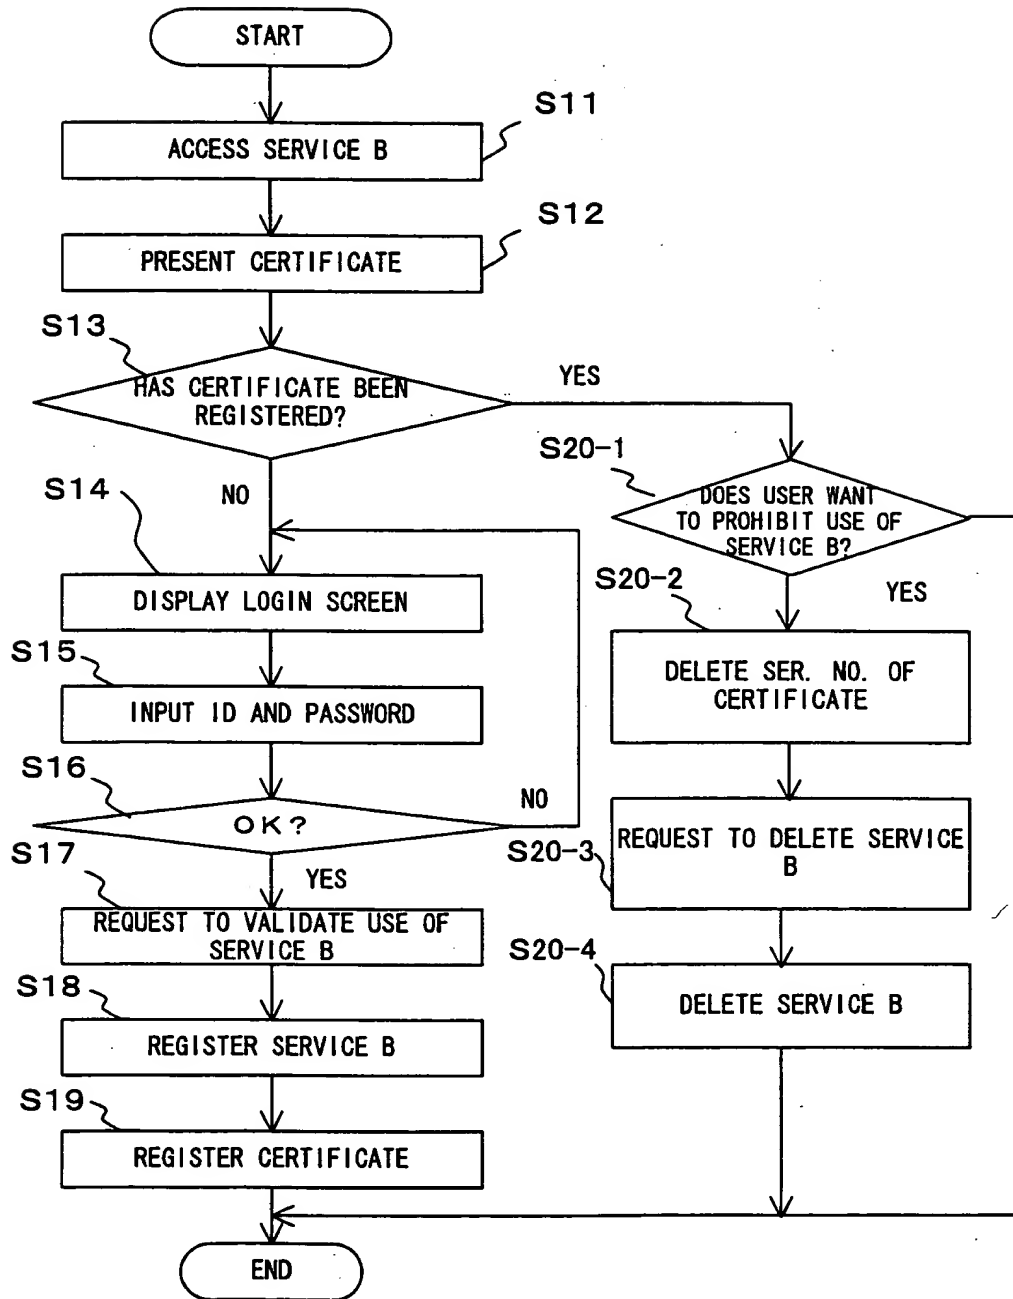 START
S11
ACCESS SERVICE B
S12
PRESENT CERTIFICATE
S13
HAS CERTIFICATE BEEN
REGISTERED?
YES
NO
S14
DISPLAY LOGIN SCREEN
S15
INPUT ID AND PASSWORD
S16
OK?
NO
YES
S17
REQUEST TO VALIDATE USE OF
SERVICE B
S18
REGISTER SERVICE B
S19
REGISTER CERTIFICATE
END
S20-1
DOES USER WANT
TO PROHIBIT USE OF
SERVICE B?
YES
S20-2
DELETE SER. NO. OF
CERTIFICATE
S20-3
REQUEST TO DELETE SERVICE
B
S20-4
DELETE SERVICE B